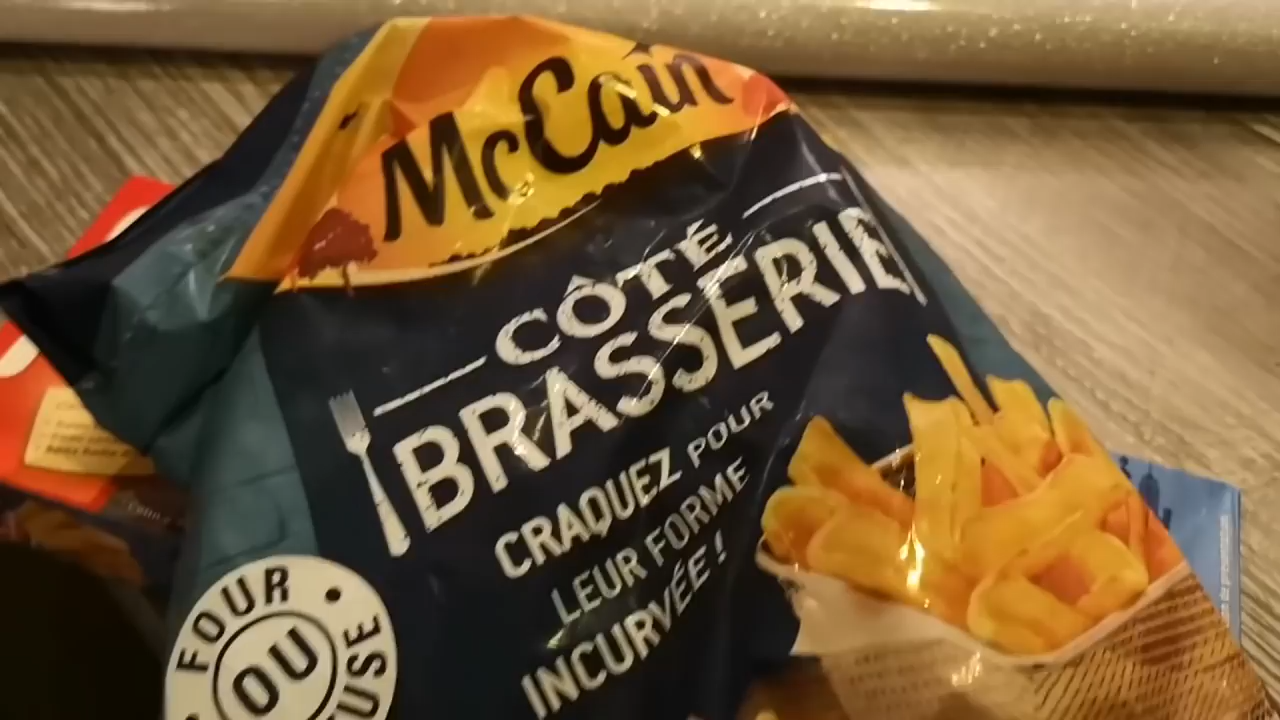 McCain
CÔTÉ
BRASSERIE
CRAQUEZ POUR
LEUR FORME
INCURVÉE !
FOUR
OU